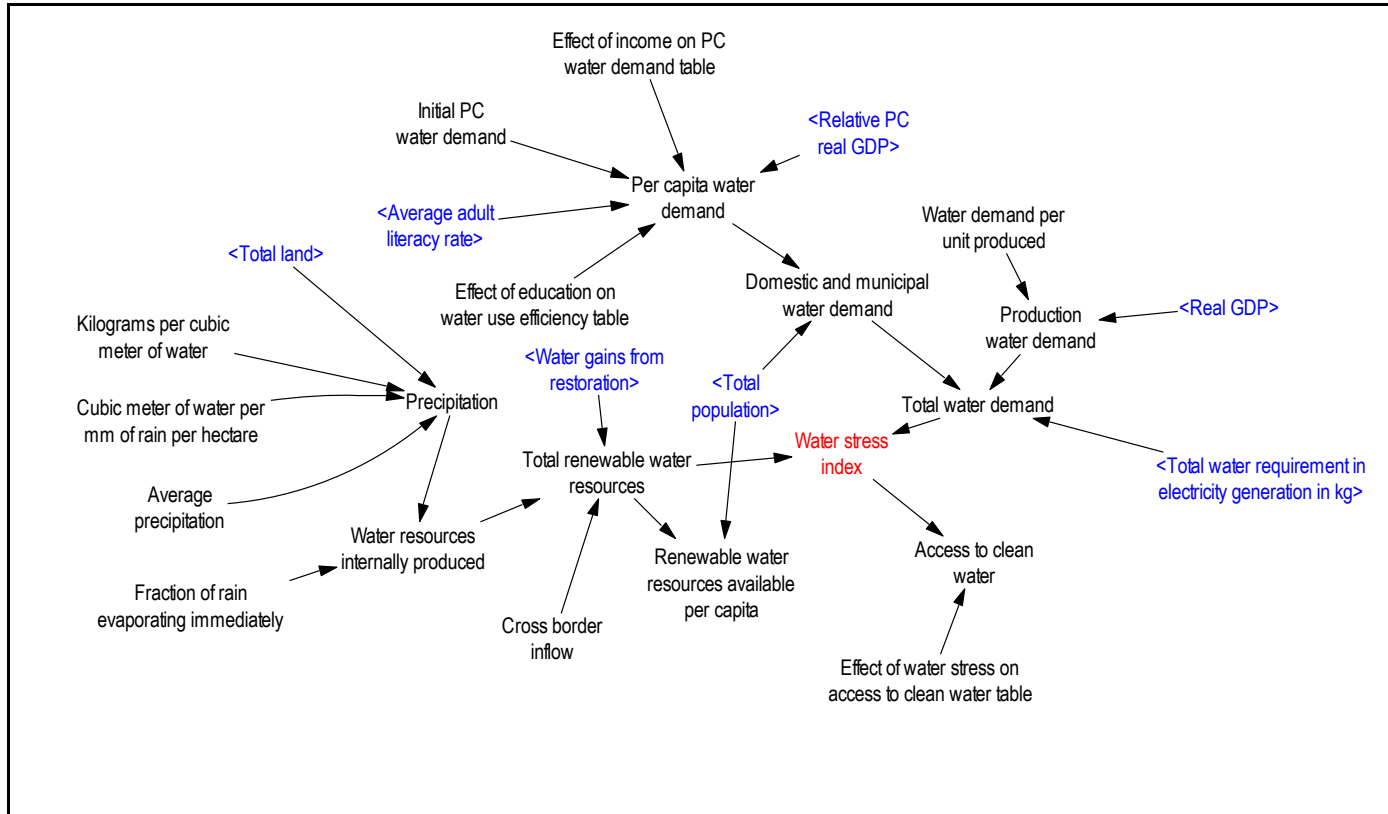 Effect of income on PC
water demand table
Initial PC
water demand
<Relative PC
real GDP>
Per capita water
demand
<Average adult
literacy rate>
Water demand per
unit produced
<Total land>
Effect of education on
water use efficiency table
Domestic and municipal
water demand
Kilograms per cubic
meter of water
Production
water demand
<Real GDP>
<Water gains from
restoration>
<Total
population>
Cubic meter of water per
mm of rain per hectare
Precipitation
Total water demand
Water stress
index
Total renewable water
resources
<Total water requirement in
electricity generation in kg>
Average
precipitation
Water resources
internally produced
Renewable water
resources available
per capita
Access to clean
water
Fraction of rain
evaporating immediately
Cross border
inflow
Effect of water stress on
access to clean water table